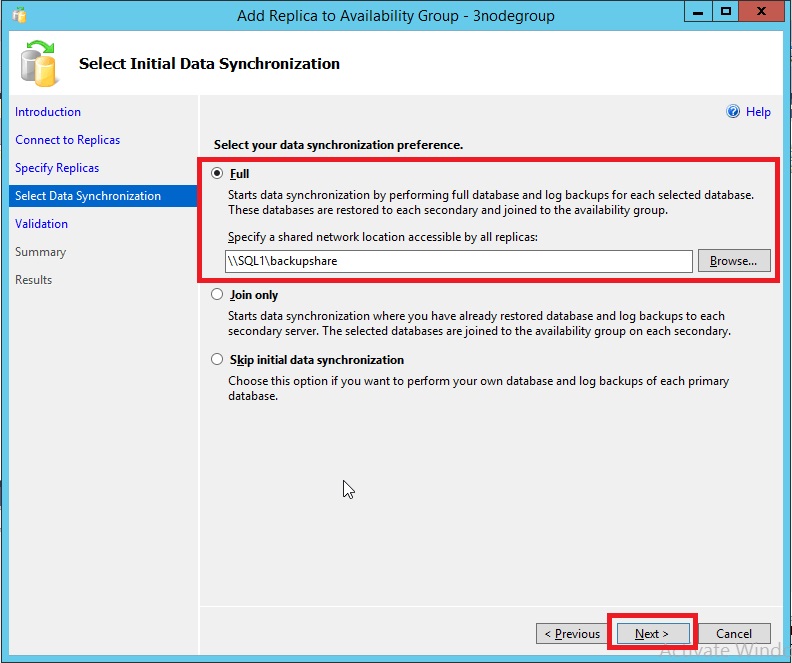 Add Replica to Availability Group - 3nodegroup
Select Initial Data Synchronization
Introduction
Connect to Replicas
Specify Replicas
Select Data Synchronization
Validation
Summary
Results
Help
Select your data synchronization preference.
Full
Starts data synchronization by performing full database and log backups for each selected database.
These databases are restored to each secondary and joined to the availability group.
Specify a shared network location accessible by all replicas:
\\SQL1\backupshare
Browse...
Join only
Starts data synchronization where you have already restored database and log backups to each
secondary server. The selected databases are joined to the availability group on each secondary.
Skip initial data synchronization
Choose this option if you want to perform your own database and log backups of each primary
database.
< Previous
Next >
Cancel
Activate Wind